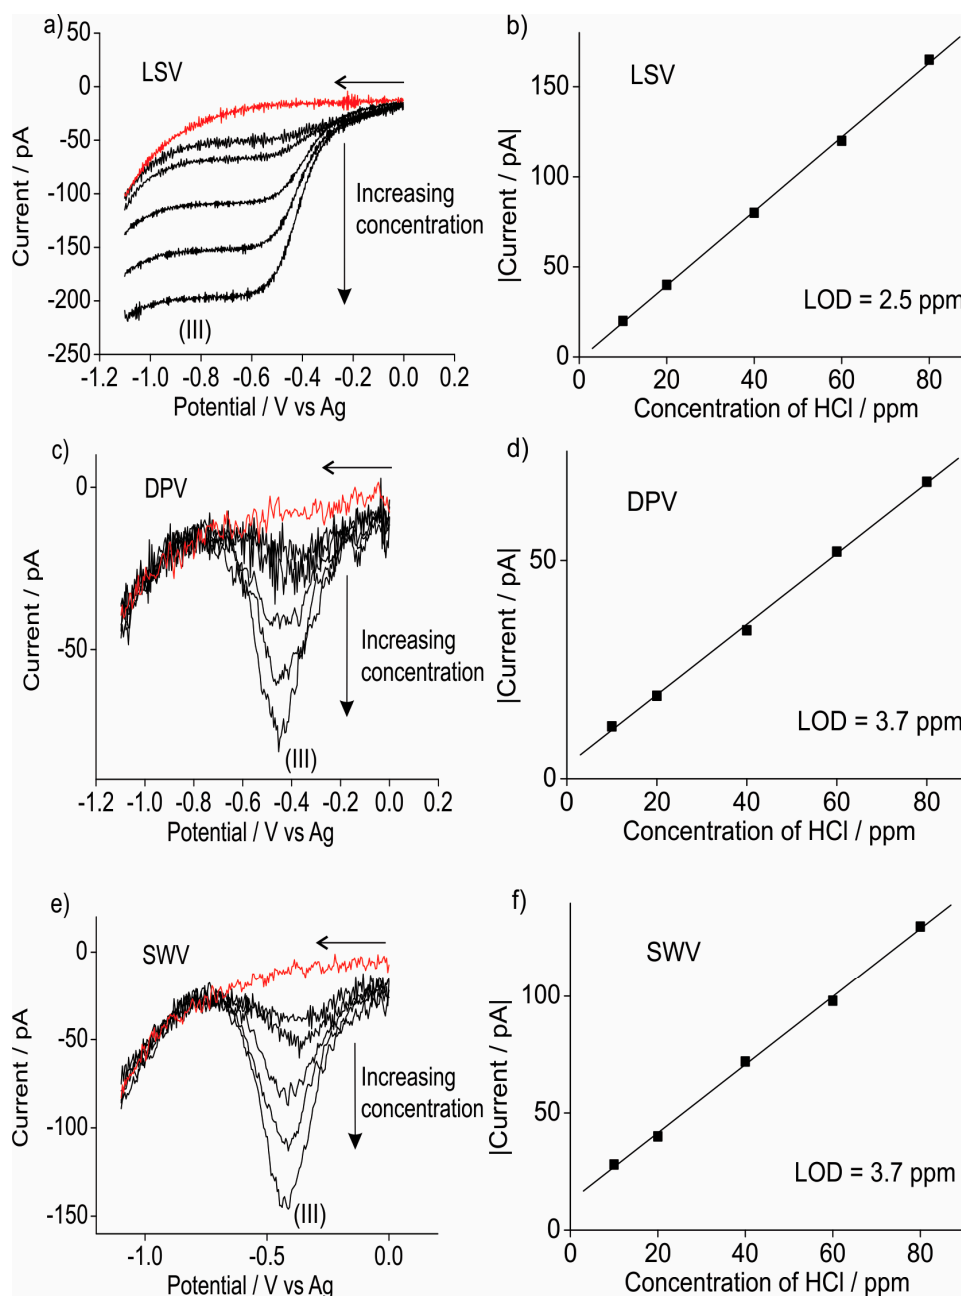 a)
50
0
-50
-100
-150
-200
-250
Current / pA
LSV
Increasing
concentration
(III)
-1.2 -1.0 -0.8 -0.6 -0.4 -0.2 0.0 0.2
Potential / V vs Ag
b)
150
100
50
0
|Current / pA|
LSV
LOD = 2.5 ppm
0 20 40 60 80
Concentration of HCl / ppm
c)
0
-50
Current / pA
DPV
Increasing
concentration
(III)
-1.2 -1.0 -0.8 -0.6 -0.4 -0.2 0.0 0.2
Potential / V vs Ag
d)
50
0
|Current / pA|
DPV
LOD = 3.7 ppm
0 20 40 60 80
Concentration of HCl / ppm
e)
0
-50
-100
-150
Current / pA
SWV
Increasing
concentration
(III)
-1.0 -0.5 0.0
Potential / V vs Ag
f)
100
50
0
|Current / pA|
SWV
LOD = 3.7 ppm
0 20 40 60 80
Concentration of HCl / ppm